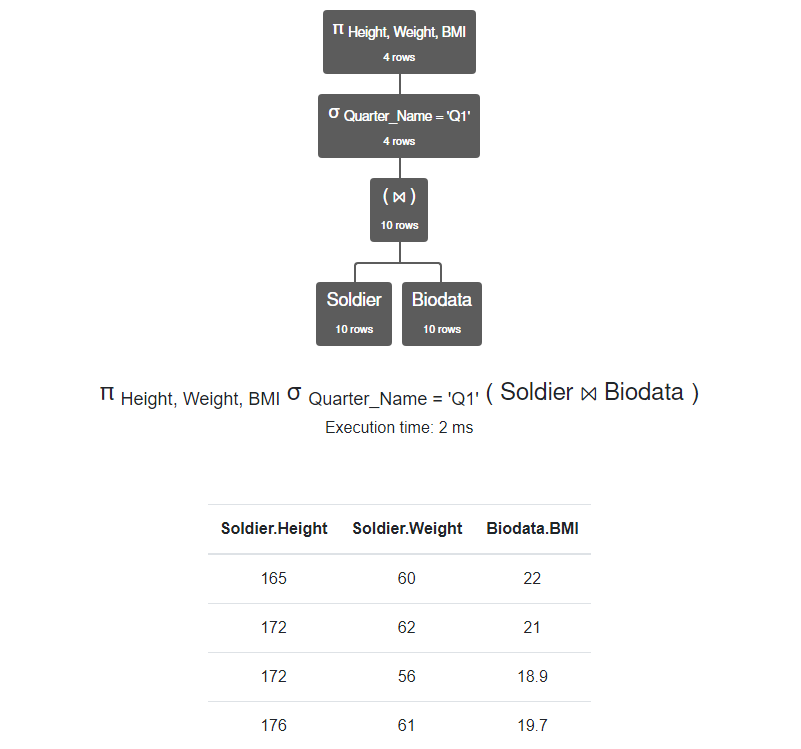 π Height, Weight, BMI
4 rows
σ Quarter_Name = 'Q1'
4 rows
( ⋈ )
10 rows
Soldier
10 rows
Biodata
10 rows
π Height, Weight, BMI σ Quarter_Name = 'Q1' ( Soldier ⋈ Biodata )
Execution time: 2 ms
Soldier.Height Soldier.Weight Biodata.BMI
165 60 22
172 62 21
172 56 18.9
176 61 19.7